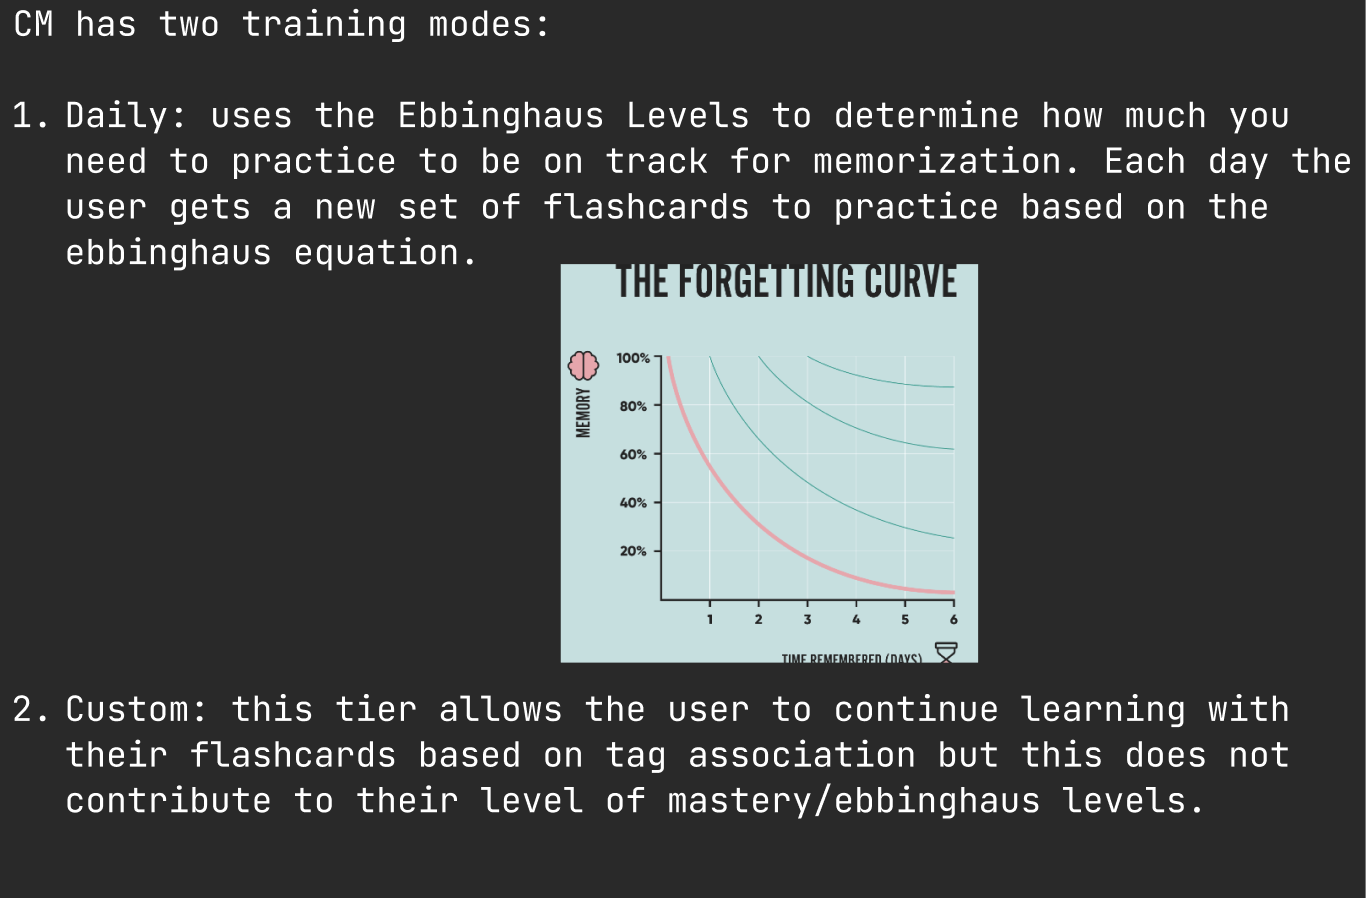 CM has two training modes:
1. Daily: uses the Ebbinghaus Levels to determine how much you
need to practice to be on track for memorization. Each day the
user gets a new set of flashcards to practice based on the
ebbinghaus equation.
THE FORGETTING CURVE
MEMORY
100%
80%
60%
40%
20%
1 2 3 4 5 6
TIME REMEMBERED (DAYS)
2. Custom: this tier allows the user to continue learning with
their flashcards based on tag association but this does not
contribute to their level of mastery/ebbinghaus levels.